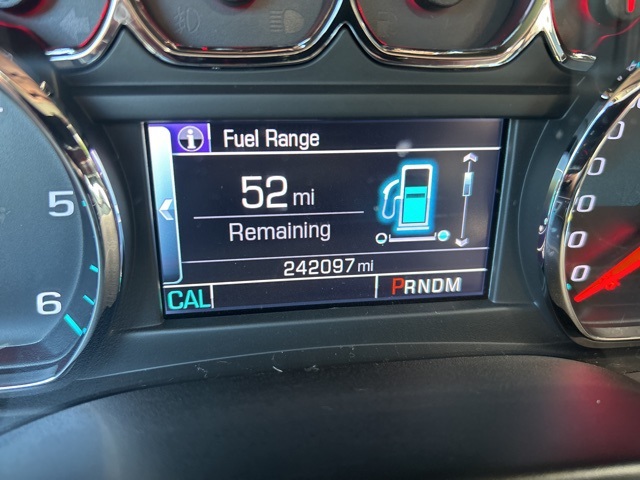 i Fuel Range
52 mi
Remaining
242097 mi
CAL PRNDM
5
6